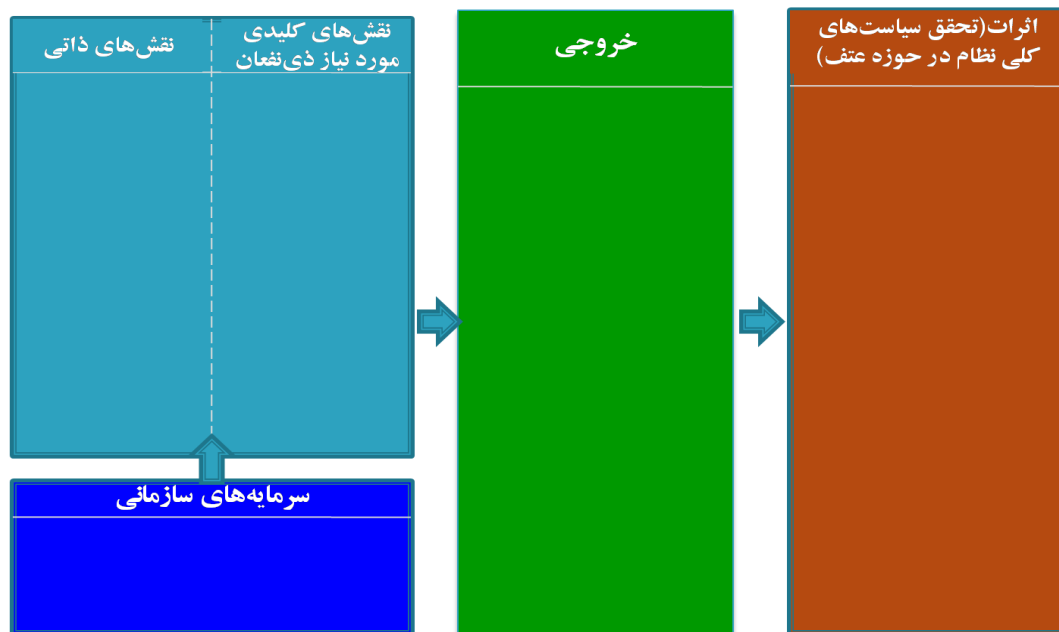 اثرات(تحقق سیاست‌های
کلی نظام در حوزه عتف)
خروجی
نقش‌های کلیدی
مورد نیاز ذی‌نفعان
نقش‌های ذاتی
سرمایه‌های سازمانی